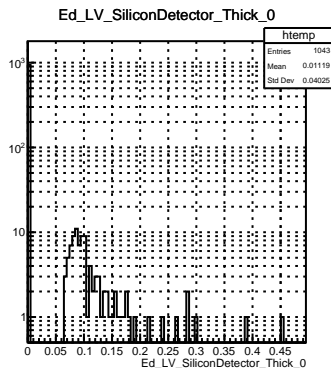 Ed_LV_SiliconDetector_Thick_0
htemp
Entries 1043
Mean 0.01119
Std Dev 0.04025
10³
10²
10
1
0 0.05 0.1 0.15 0.2 0.25 0.3 0.35 0.4 0.45
Ed_LV_SiliconDetector_Thick_0